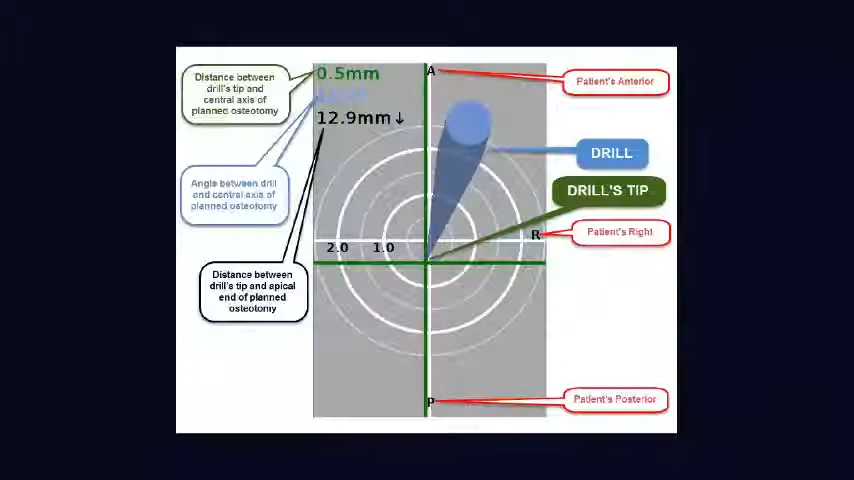 Distance between
drill's tip and
central axis of
planned osteotomy
0.5mm
12.9mm↓
A
Patient's Anterior
DRILL
Angle between drill
and central axis of
planned osteotomy
DRILL'S TIP
R
Patient's Right
2.0 1.0
Distance between
drill's tip and apical
end of planned
osteotomy
P
Patient's Posterior